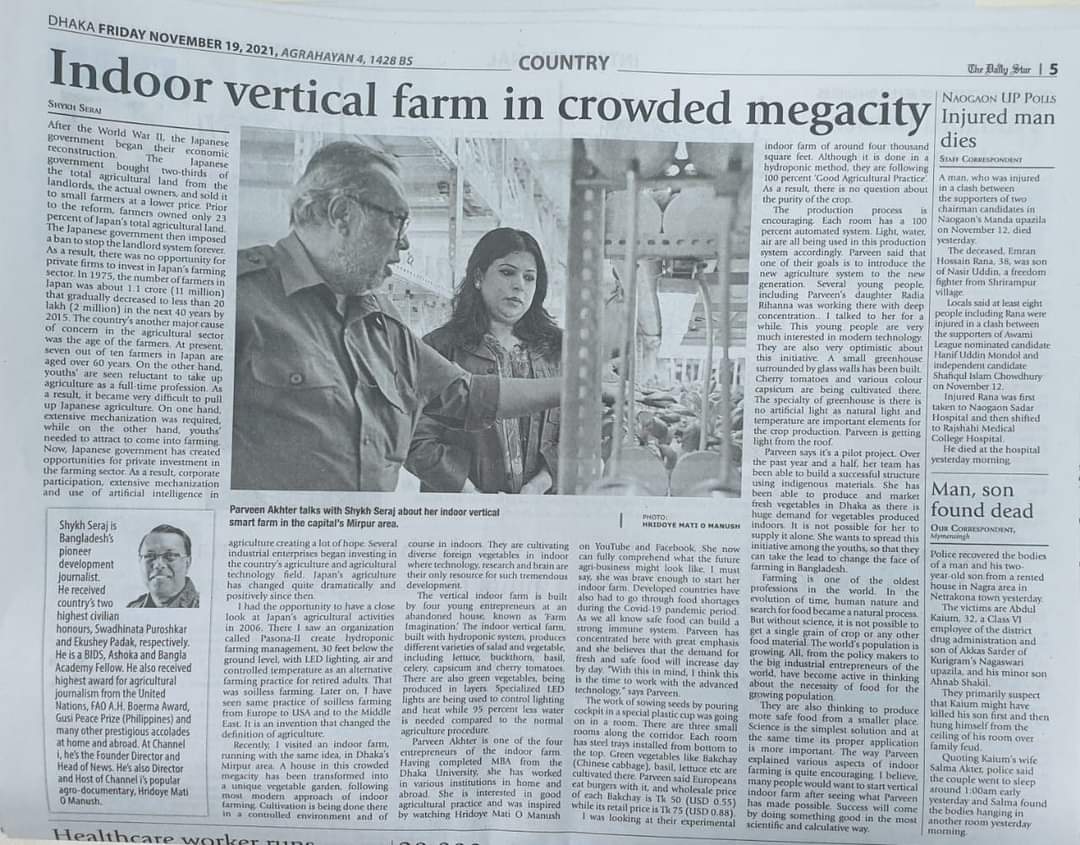 DHAKA FRIDAY NOVEMBER 19, 2021, AGRAHAYAN 4, 1428 BS
COUNTRY
The Daily Star | 5
Indoor vertical farm in crowded megacity
SHYKH SERAJ
After the World War II, the Japanese
government began their economic
reconstruction. The Japanese
government bought two-thirds of
the total agricultural land from the
landlords, the actual owners, and sold it
to small farmers at a lower price. Prior
to the reform, farmers owned only 23
percent of Japan's total agricultural land.
The Japanese government then imposed
a ban to stop the landlord system forever.
As a result, there was no opportunity for
private firms to invest in Japan's farming
sector. In 1975, the number of farmers in
Japan was about 1.1 crore (11 million)
that gradually decreased to less than 20
lakh (2 million) in the next 40 years by
2015. The country's another major cause
of concern in the agricultural sector
was the age of the farmers. At present,
seven out of ten farmers in Japan are
aged over 60 years. On the other hand,
youths' are seen reluctant to take up
agriculture as a full-time profession. As
a result, it became very difficult to pull
up Japanese agriculture. On one hand,
extensive mechanization was required,
while on the other hand, youths'
needed to attract to come into farming.
Now, Japanese government has created
opportunities for private investment in
the farming sector. As a result, corporate
participation, extensive mechanization
and use of artificial intelligence in
Parveen Akhter talks with Shykh Seraj about her indoor vertical
smart farm in the capital's Mirpur area.
PHOTO:
HRIDOYE MATI O MANUSH
Shykh Seraj is
Bangladesh's
pioneer
development
journalist.
He received
country's two
highest civilian
honours, Swadhinata Puroshkar
and Ekushey Padak, respectively.
He is a BIDS, Ashoka and Bangla
Academy Fellow. He also received
highest award for agricultural
journalism from the United
Nations, FAO A.H. Boerma Award,
Gusi Peace Prize (Philippines) and
many other prestigious accolades
at home and abroad. At Channel
i, he's the Founder Director and
Head of News. He's also Director
and Host of Channel i's popular
agro-documentary, Hridoye Mati
O Manush.
agriculture creating a lot of hope. Several
industrial enterprises began investing in
the country's agriculture and agricultural
technology field. Japan's agriculture
has changed quite dramatically and
positively since then.
I had the opportunity to have a close
look at Japan's agricultural activities
in 2006. There I saw an organization
called Pasona-II create hydroponic
farming management, 30 feet below the
ground level, with LED lighting, air and
controlled temperature as an alternative
farming practice for retired adults. That
was soilless farming. Later on, I have
seen same practice of soilless farming
from Europe to USA and to the Middle
East. It is an invention that changed the
definition of agriculture.
Recently, I visited an indoor farm,
running with the same idea, in Dhaka's
Mirpur area. A house in this crowded
megacity has been transformed into
a unique vegetable garden, following
most modern approach of indoor
farming. Cultivation is being done there
in a controlled environment and of
course in indoors. They are cultivating
diverse foreign vegetables in indoor
where technology, research and brain are
their only resource for such tremendous
development.
The vertical indoor farm is built
by four young entrepreneurs at an
abandoned house, known as 'Farm
Imagination.' The indoor vertical farm,
built with hydroponic system, produces
different varieties of salad and vegetable,
including lettuce, buckhorn, basil,
celery, capsicum and cherry tomatoes.
There are also green vegetables, being
produced in layers Specialized LED
lights are being used to control lighting
and heat while 95 percent less water
is needed compared to the normal
agriculture procedure.
Parveen Akhter is one of the four
entrepreneurs of the indoor farm.
Having completed MBA from the
Dhaka University, she has worked
in various institutions in home and
abroad. She is interested in good
agricultural practice and was inspired
by watching Hridoye Mati O Manush
on YouTube and Facebook. She now
can fully comprehend what the future
agri-business might look like. I must
say, she was brave enough to start her
indoor farm. Developed countries have
also had to go through food shortages
during the Covid-19 pandemic period.
As we all know safe food can build a
strong immune system. Parveen has
concentrated here with great emphasis
and she believes that the demand for
fresh and safe food will increase day
by day. "With this in mind, I think this
is the time to work with the advanced
technology," says Parveen.
The work of sowing seeds by pouring
cockpit in a special plastic cup was going
on in a room. There are three small
rooms along the corridor. Each room
has steel trays installed from bottom to
the top. Green vegetables like Bakchay
(Chinese cabbage), basil, lettuce etc are
cultivated there. Parveen said Europeans
eat burgers with it, and wholesale price
of each Bakchay is Tk 50 (USD 0.55)
while its retail price is Tk 75 (USD 0.88).
I was looking at their experimental
indoor farm of around four thousand
square feet. Although it is done in a
hydroponic method, they are following
'100 percent 'Good Agricultural Practice'.
As a result, there is no question about
the purity of the crop.
The production process is
encouraging. Each room has a 100
percent automated system. Light, water,
air are all being used in this production
system accordingly. Parveen said that
one of their goals is to introduce the
new agriculture system to the new
generation. Several young people,
including Parveen's daughter Radia
Rihanna was working there with deep
concentration.. I talked to her for a
while. This young people are very
much interested in modern technology.
They are also very optimistic about
this initiative. A small greenhouse
surrounded by glass walls has been built.
Cherry tomatoes and various colour
capsicum are being cultivated there.
The specialty of greenhouse is there is
no artificial light as natural light and
temperature are important elements for
the crop production. Parveen is getting
light from the roof.
Parveen says it's a pilot project. Over
the past year and a half, her team has
been able to build a successful structure
using indigenous materials. She has
been able to produce and market
fresh vegetables in Dhaka as there is
huge demand for vegetables produced
indoors. It is not possible for her to
supply it alone. She wants to spread this
initiative among the youths, so that they
can take the lead to change the face of
farming in Bangladesh.
Farming is one of the oldest
professions in the world. In the
evolution of time, human nature and
search for food became a natural process.
But without science, it is not possible to
get a single grain of crop or any other
food material. The world's population is
growing. All, from the policy makers to
the big industrial entrepreneurs of the
world, have become active in thinking
about the necessity of food for the
growing population.
They are also thinking to produce
more safe food from a smaller place.
Science is the simplest solution and at
the same time its proper application
is more important. The way Parveen
explained various aspects of indoor
farming is quite encouraging. I believe,
many people would want to start vertical
indoor farm after seeing what Parveen
has made possible. Success will come
by doing something good in the most
scientific and calculative way.
NAOGAON UP POLLS
Injured man
dies
STAFF CORRESPONDENT
A man, who was injured
in a clash between
the supporters of two
chairman candidates in
Naogaon's Manda upazila
on November 12, died
yesterday.
The deceased, Emran
Hossain Rana, 38, was son
of Nasir Uddin, a freedom
fighter from Shrirampur
village.
Locals said at least eight
people including Rana were
injured in a clash between
the supporters of Awami
League nominated candidate
Hanif Uddin Mondol and
independent candidate
Shafiqul Islam Chowdhury
on November 12.
Injured Rana was first
taken to Naogaon Sadar
Hospital and then shifted
to Rajshahi Medical
College Hospital.
He died at the hospital
yesterday morning.
Man, son
found dead
OUR CORRESPONDENT,
Mymensingh
Police recovered the bodies
of a man and his two-
year-old son from a rented
house in Nagra area in
Netrakona town yesterday.
The victims are Abdul
Kaium, 32, a Class VI
employee of the district
drug administration and
son of Akkas Sarder of
Kurigram's Nagaswari
upazila, and his minor son
Ahnab Shakil.
They primarily suspect
that Kaium might have
killed his son first and then
hung himself from the
ceiling of his room over
family feud.
Quoting Kaium's wife
Salma Akter, police said
the couple went to sleep
around 1:00am early
yesterday and Salma found
the bodies hanging in
another room yesterday
morning.
Healthcare worker runs